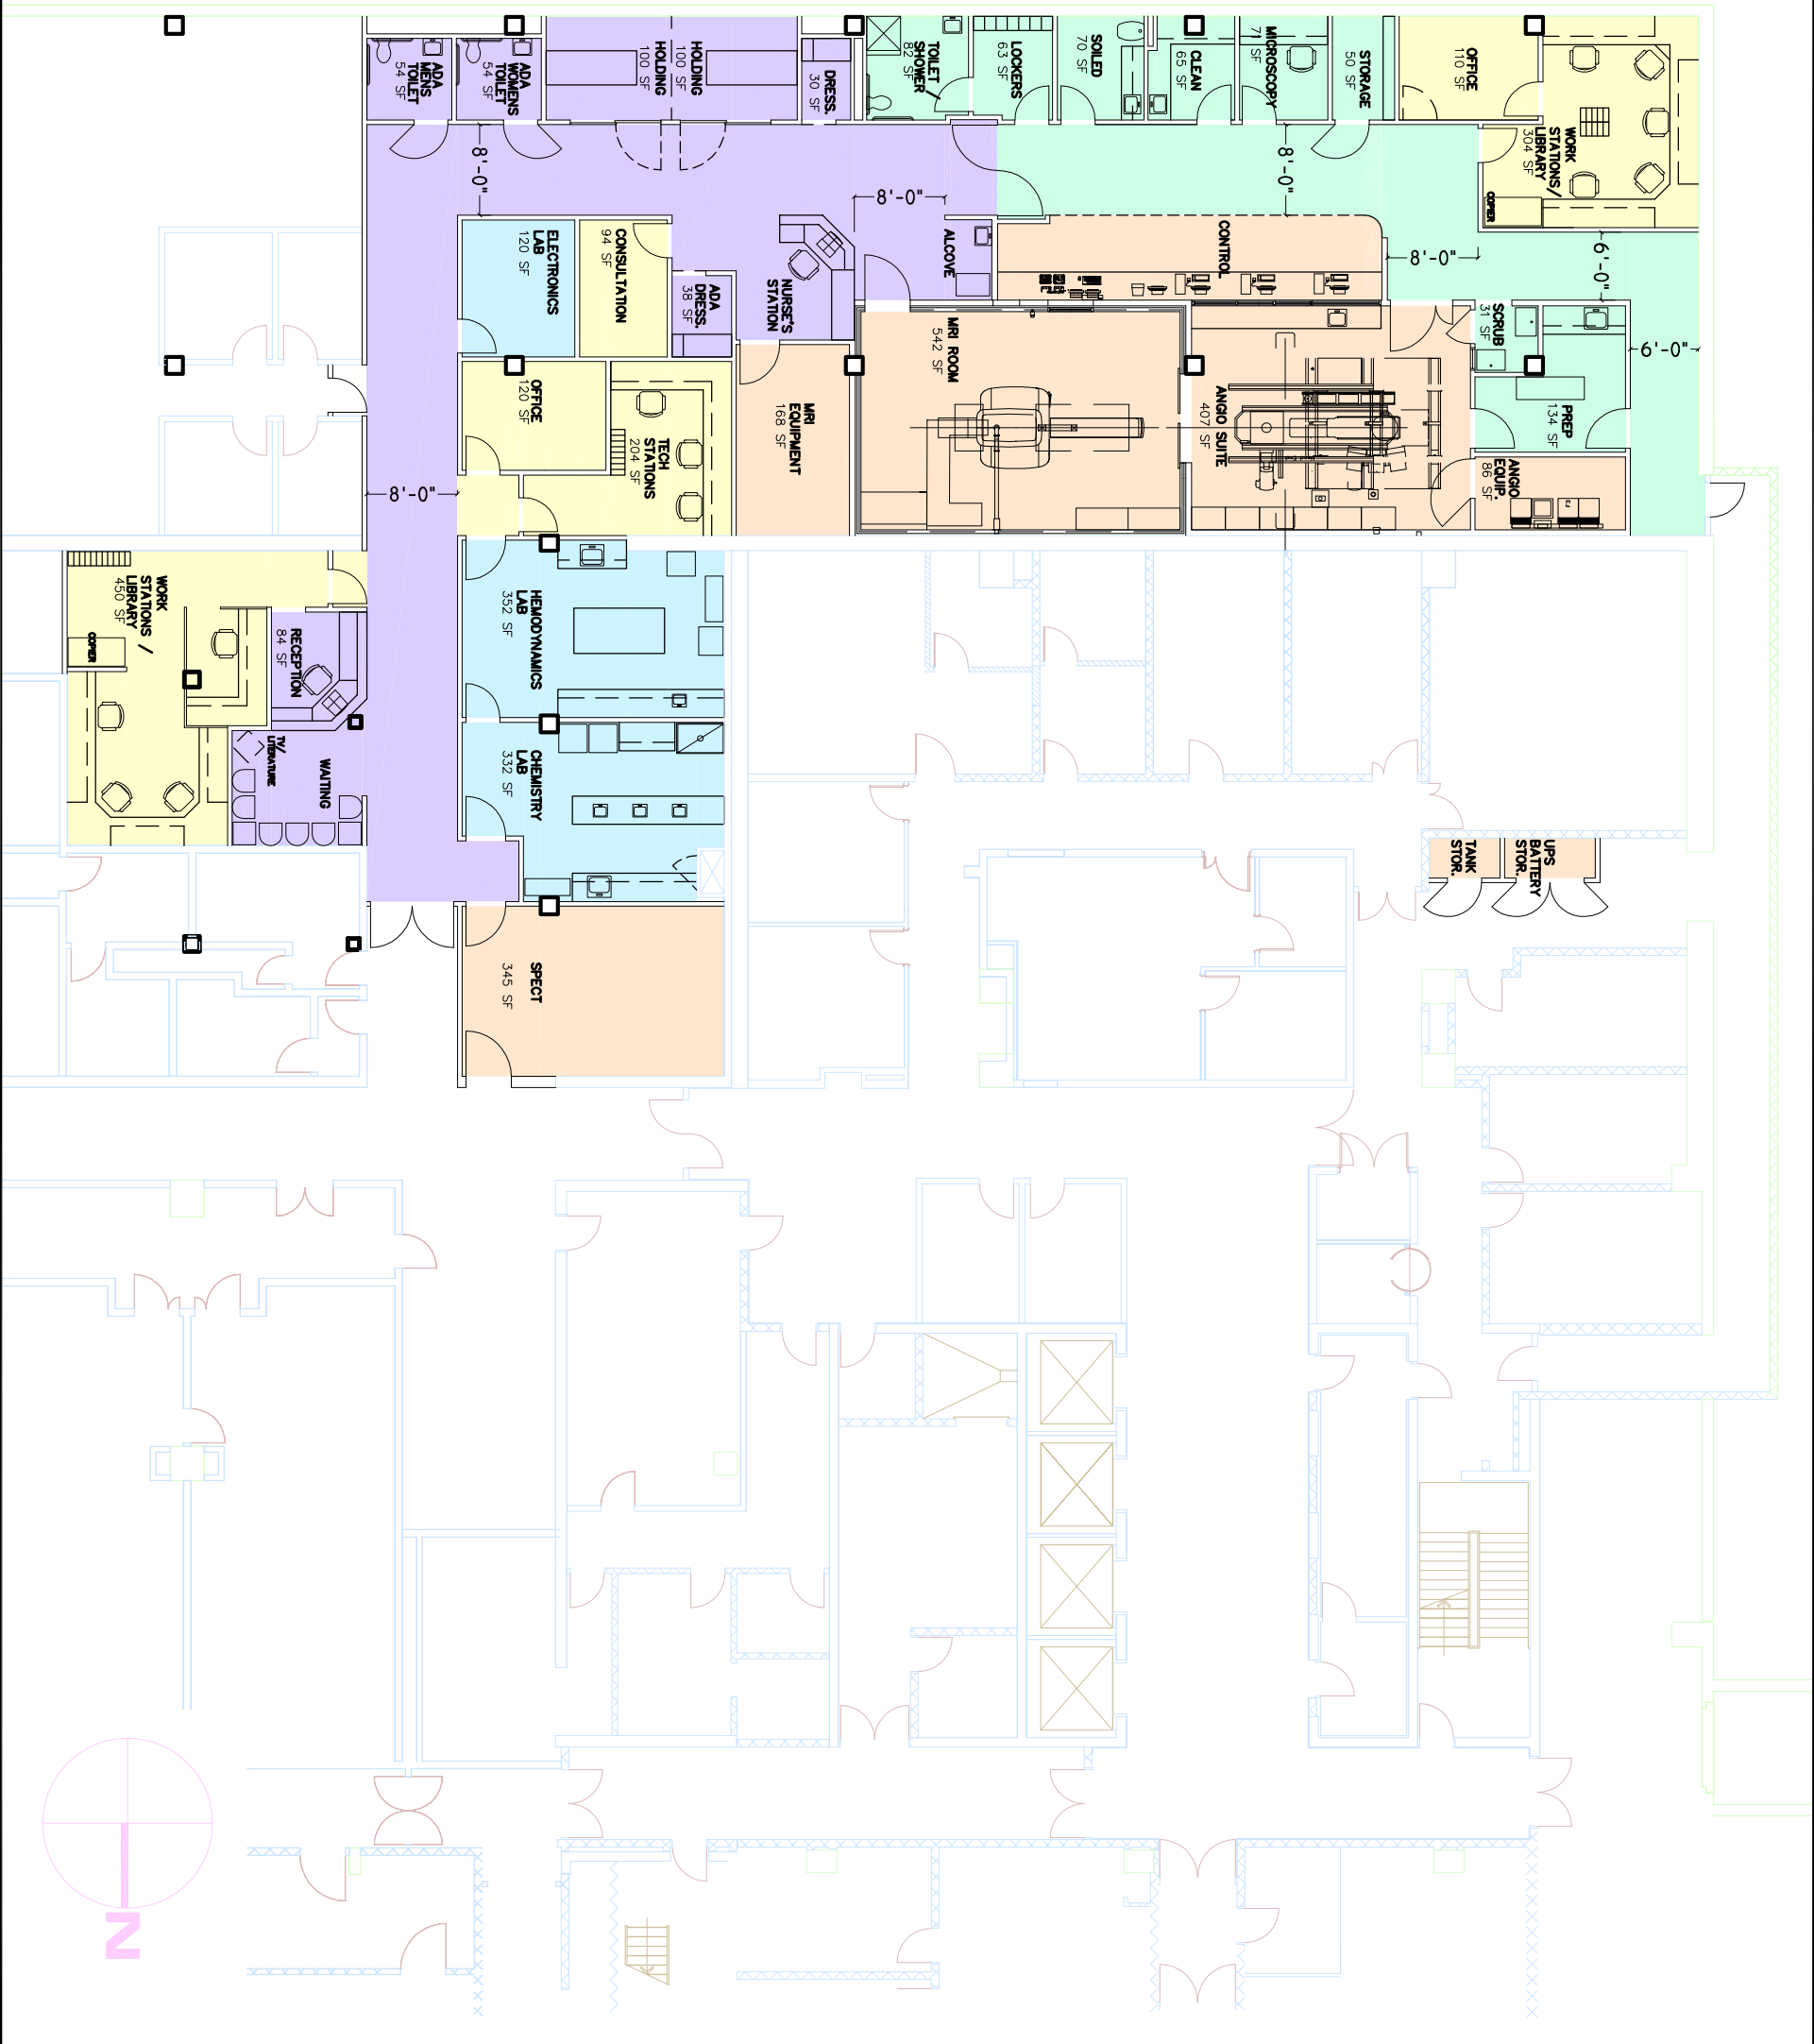 ADA
MENS
TOILET
54 SF
ADA
WOMENS
TOILET
54 SF
HOLDING
100 SF
HOLDING
100 SF
DRESS.
30 SF
TOILET /
SHOWER
82 SF
LOCKERS
63 SF
SOILED
70 SF
CLEAN
65 SF
MICROSCOPY
71 SF
STORAGE
50 SF
OFFICE
110 SF
WORK
STATIONS/
LIBRARY
304 SF
COPIER
8'-0"
8'-0"
8'-0"
8'-0"
6'-0"
6'-0"
ELECTRONICS
LAB
120 SF
CONSULTATION
94 SF
ADA
DRESS.
38 SF
NURSE'S
STATION
ALCOVE
CONTROL
SCRUB
31 SF
PREP
134 SF
OFFICE
120 SF
TECH
STATIONS
204 SF
MRI
EQUIPMENT
168 SF
MRI ROOM
542 SF
ANGIO SUITE
407 SF
ANGIO
EQUIP.
86 SF
8'-0"
WORK
STATIONS /
LIBRARY
450 SF
COPIER
RECEPTION
84 SF
TV/
LITERATURE
WAITING
HEMODYNAMICS
LAB
352 SF
CHEMISTRY
LAB
332 SF
TANK
STOR.
UPS
BATTERY
STOR.
SPECT
345 SF
N